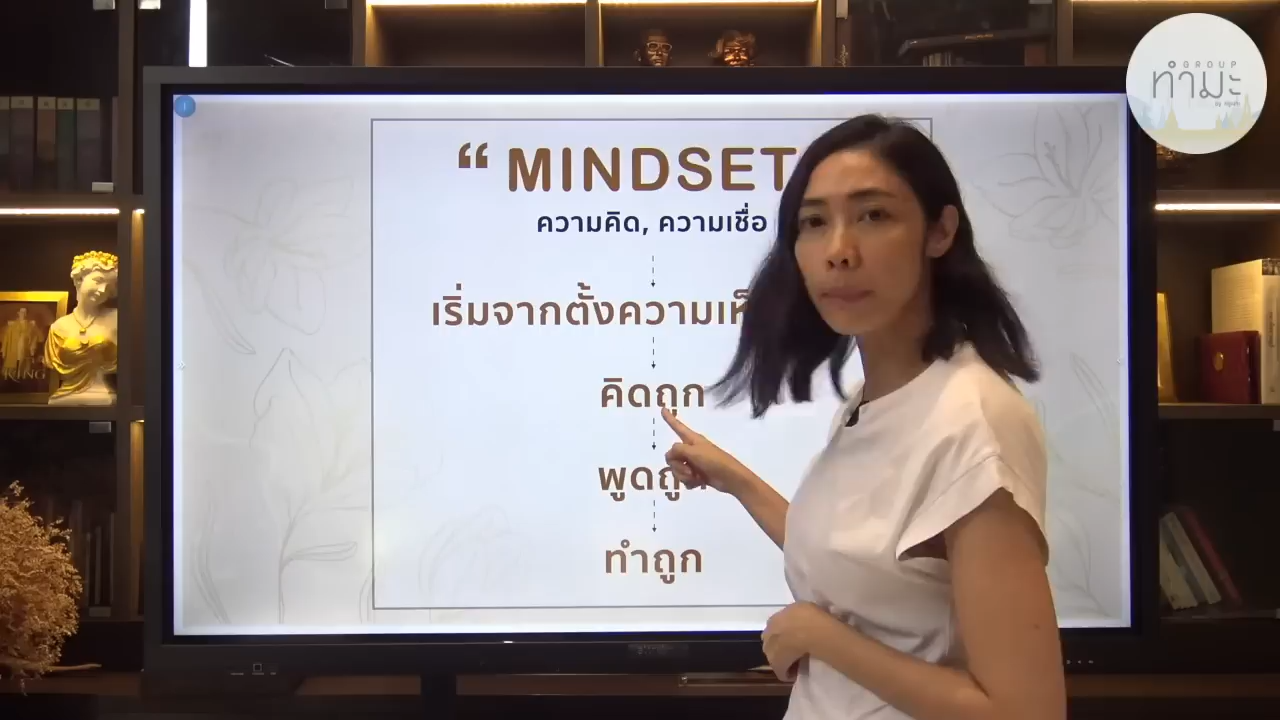 GROUP
ทำมะ
“ MINDSET
ความคิด, ความเชื่อ
เริ่มจากตั้งความเห็
คิดถูก
พูดถูก
ทำถูก
KING